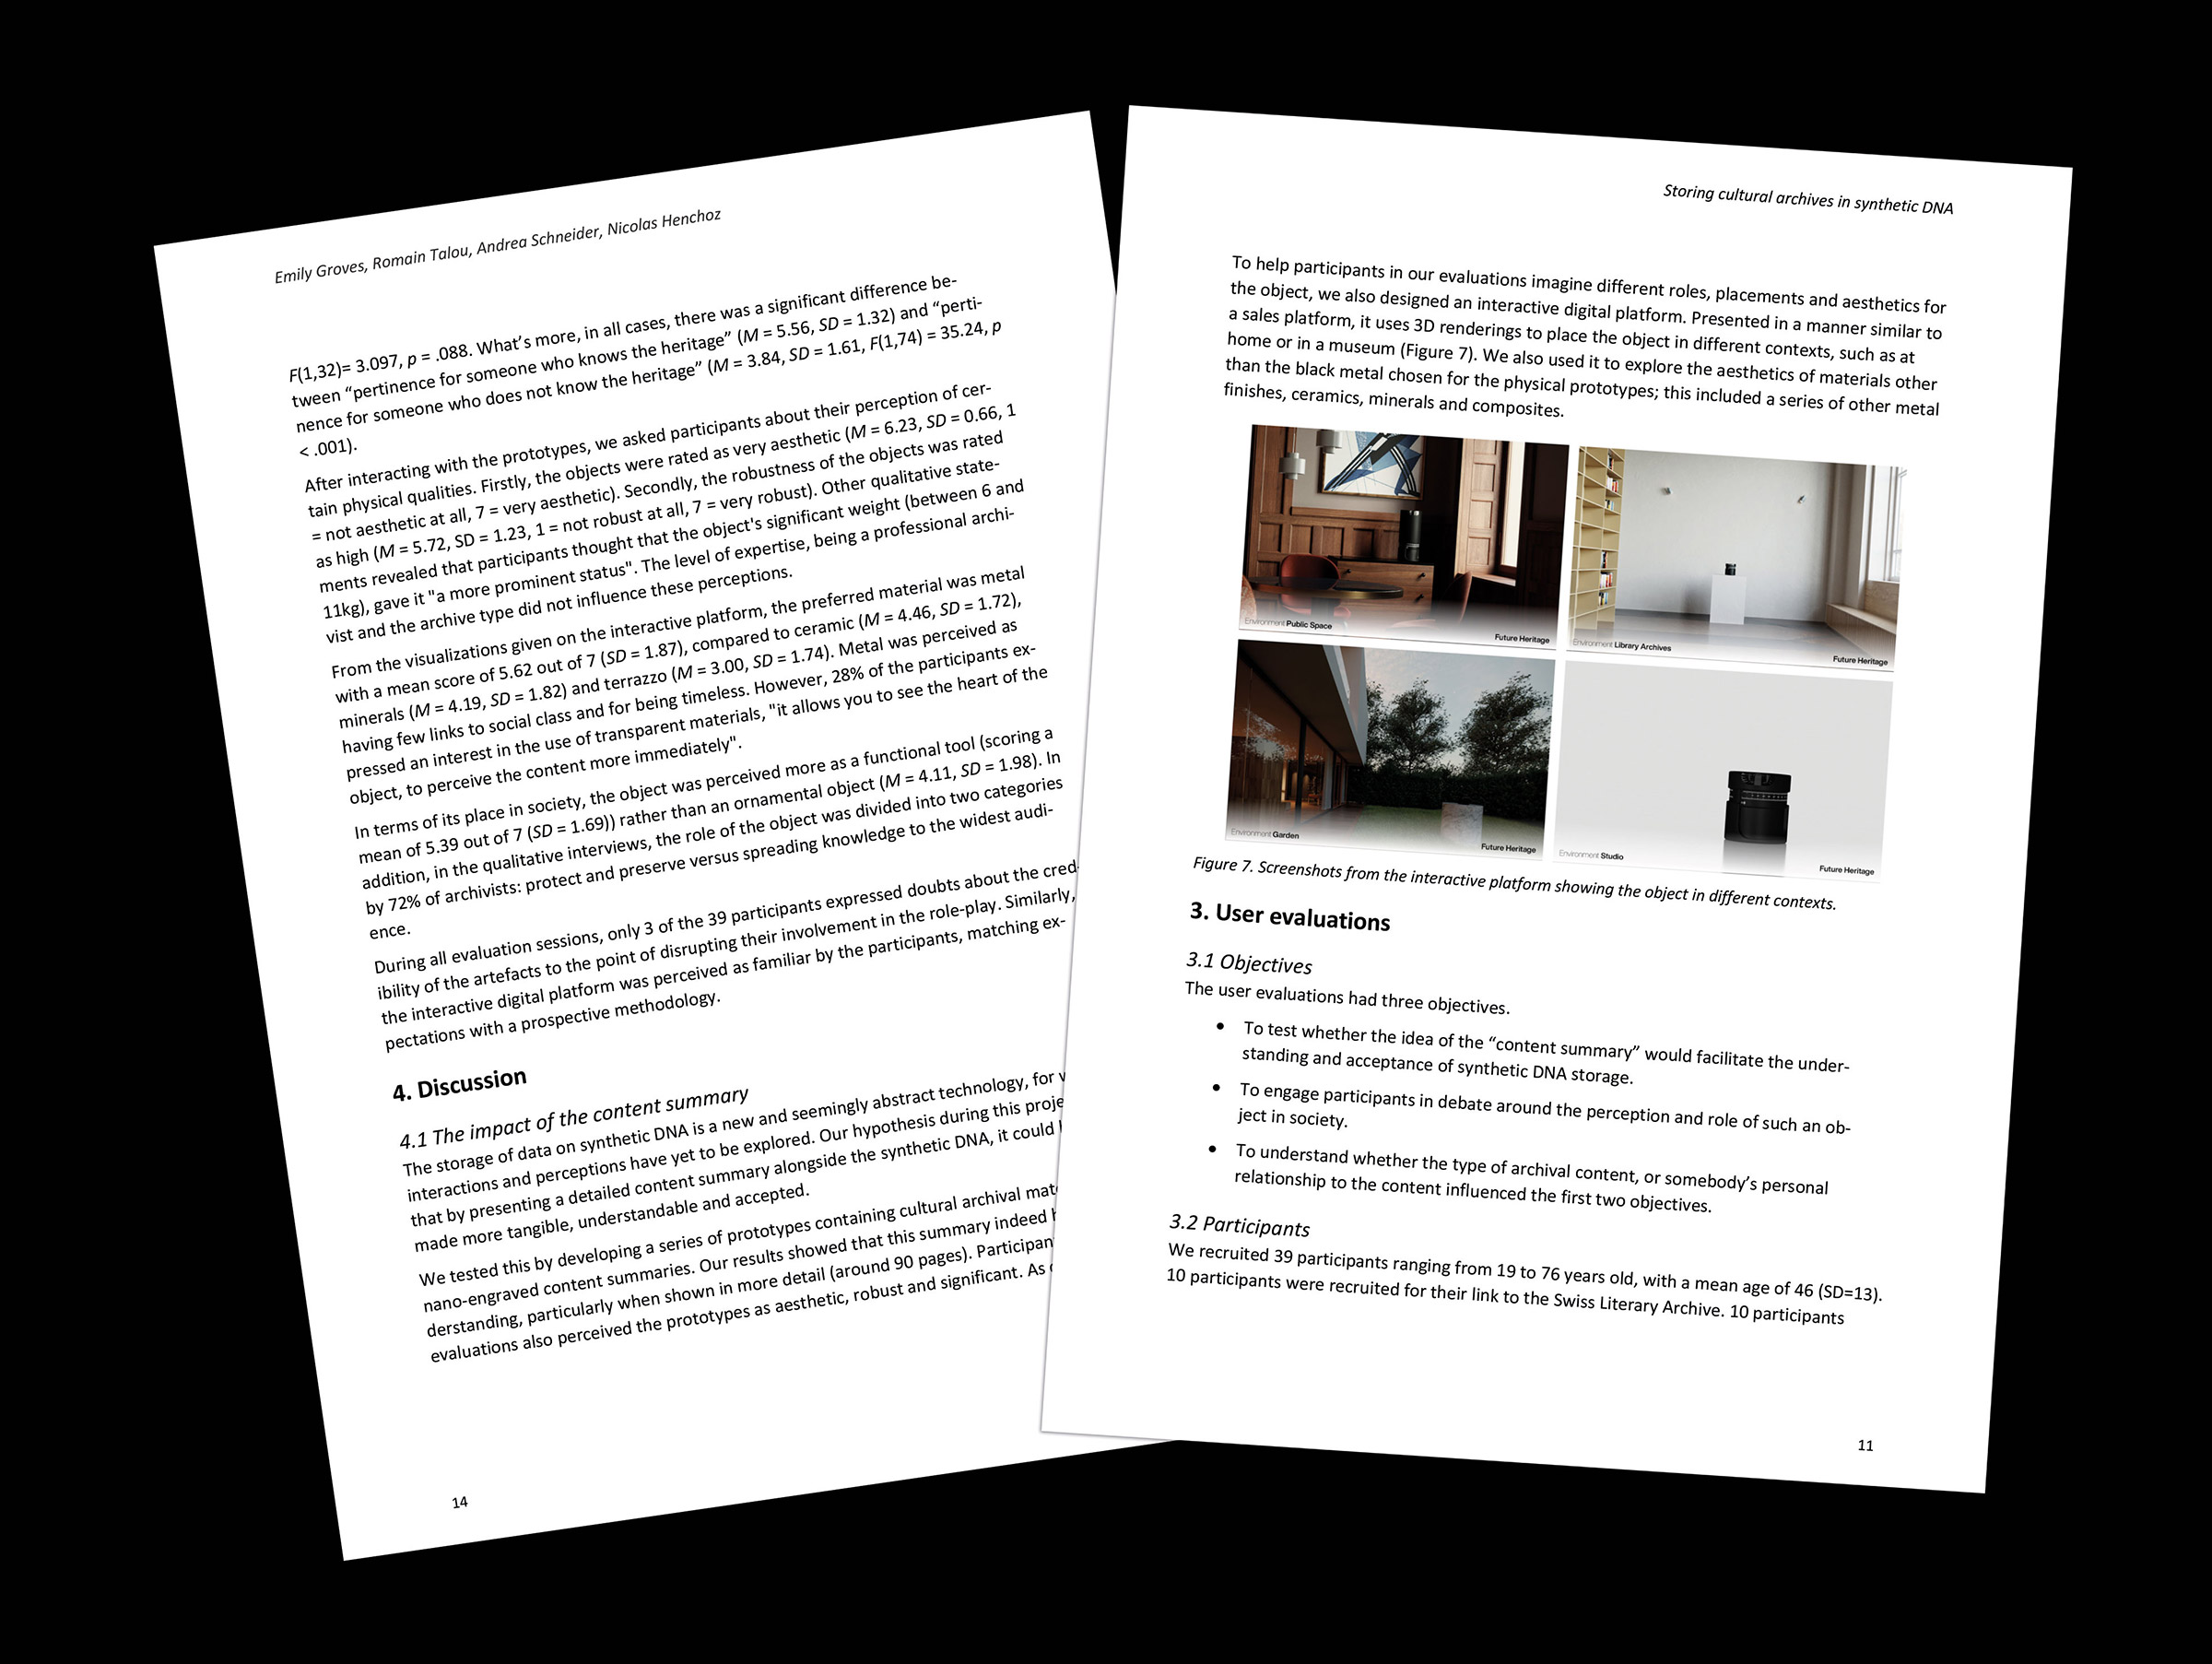 Emily Groves, Romain Talou, Andrea Schneider, Nicolas Henchoz
F(1,32)= 3.097, p = .088. What's more, in all cases, there was a significant difference be-
tween “pertinence for someone who knows the heritage” (M = 5.56, SD = 1.32) and “perti-
nence for someone who does not know the heritage” (M = 3.84, SD = 1.61, F(1,74) = 35.24, p
< .001).
After interacting with the prototypes, we asked participants about their perception of cer-
tain physical qualities. Firstly, the objects were rated as very aesthetic (M = 6.23, SD = 0.66, 1
= not aesthetic at all, 7 = very aesthetic). Secondly, the robustness of the objects was rated
as high (M = 5.72, SD = 1.23, 1 = not robust at all, 7 = very robust). Other qualitative state-
ments revealed that participants thought that the object's significant weight (between 6 and
11kg), gave it "a more prominent status". The level of expertise, being a professional archi-
vist and the archive type did not influence these perceptions.
From the visualizations given on the interactive platform, the preferred material was metal
with a mean score of 5.62 out of 7 (SD = 1.87), compared to ceramic (M = 4.46, SD = 1.72),
minerals (M = 4.19, SD = 1.82) and terrazzo (M = 3.00, SD = 1.74). Metal was perceived as
having few links to social class and for being timeless. However, 28% of the participants ex-
pressed an interest in the use of transparent materials, "it allows you to see the heart of the
object, to perceive the content more immediately".
In terms of its place in society, the object was perceived more as a functional tool (scoring a
mean of 5.39 out of 7 (SD = 1.69)) rather than an ornamental object (M = 4.11, SD = 1.98). In
addition, in the qualitative interviews, the role of the object was divided into two categories
by 72% of archivists: protect and preserve versus spreading knowledge to the widest audi-
ence.
During all evaluation sessions, only 3 of the 39 participants expressed doubts about the cred-
ibility of the artefacts to the point of disrupting their involvement in the role-play. Similarly,
the interactive digital platform was perceived as familiar by the participants, matching ex-
pectations with a prospective methodology.
4. Discussion
4.1 The impact of the content summary
The storage of data on synthetic DNA is a new and seemingly abstract technology, for
interactions and perceptions have yet to be explored. Our hypothesis during this
that by presenting a detailed content summary alongside the synthetic DNA, it could
made more tangible, understandable and accepted.
We tested this by developing a series of prototypes containing cultural archival
nano-engraved content summaries. Our results showed that this summary indeed
derstanding, particularly when shown in more detail (around 90 pages).
evaluations also perceived the prototypes as aesthetic, robust and significant. As
14
Storing cultural archives in synthetic DNA
To help participants in our evaluations imagine different roles, placements and aesthetics for
the object, we also designed an interactive digital platform. Presented in a manner similar to
a sales platform, it uses 3D renderings to place the object in different contexts, such as at
home or in a museum (Figure 7). We also used it to explore the aesthetics of materials other
than the black metal chosen for the physical prototypes; this included a series of other metal
finishes, ceramics, minerals and composites.
Environment Public Space
Future Heritage
Environment Library Archives
Future Heritage
Environment Garden
Future Heritage
Environment Studio
Future Heritage
Figure 7. Screenshots from the interactive platform showing the object in different contexts.
3. User evaluations
3.1 Objectives
The user evaluations had three objectives.
• To test whether the idea of the “content summary” would facilitate the under-
standing and acceptance of synthetic DNA storage.
• To engage participants in debate around the perception and role of such an ob-
ject in society.
• To understand whether the type of archival content, or somebody's personal
relationship to the content influenced the first two objectives.
3.2 Participants
We recruited 39 participants ranging from 19 to 76 years old, with a mean age of 46 (SD=13).
10 participants were recruited for their link to the Swiss Literary Archive. 10 participants
11